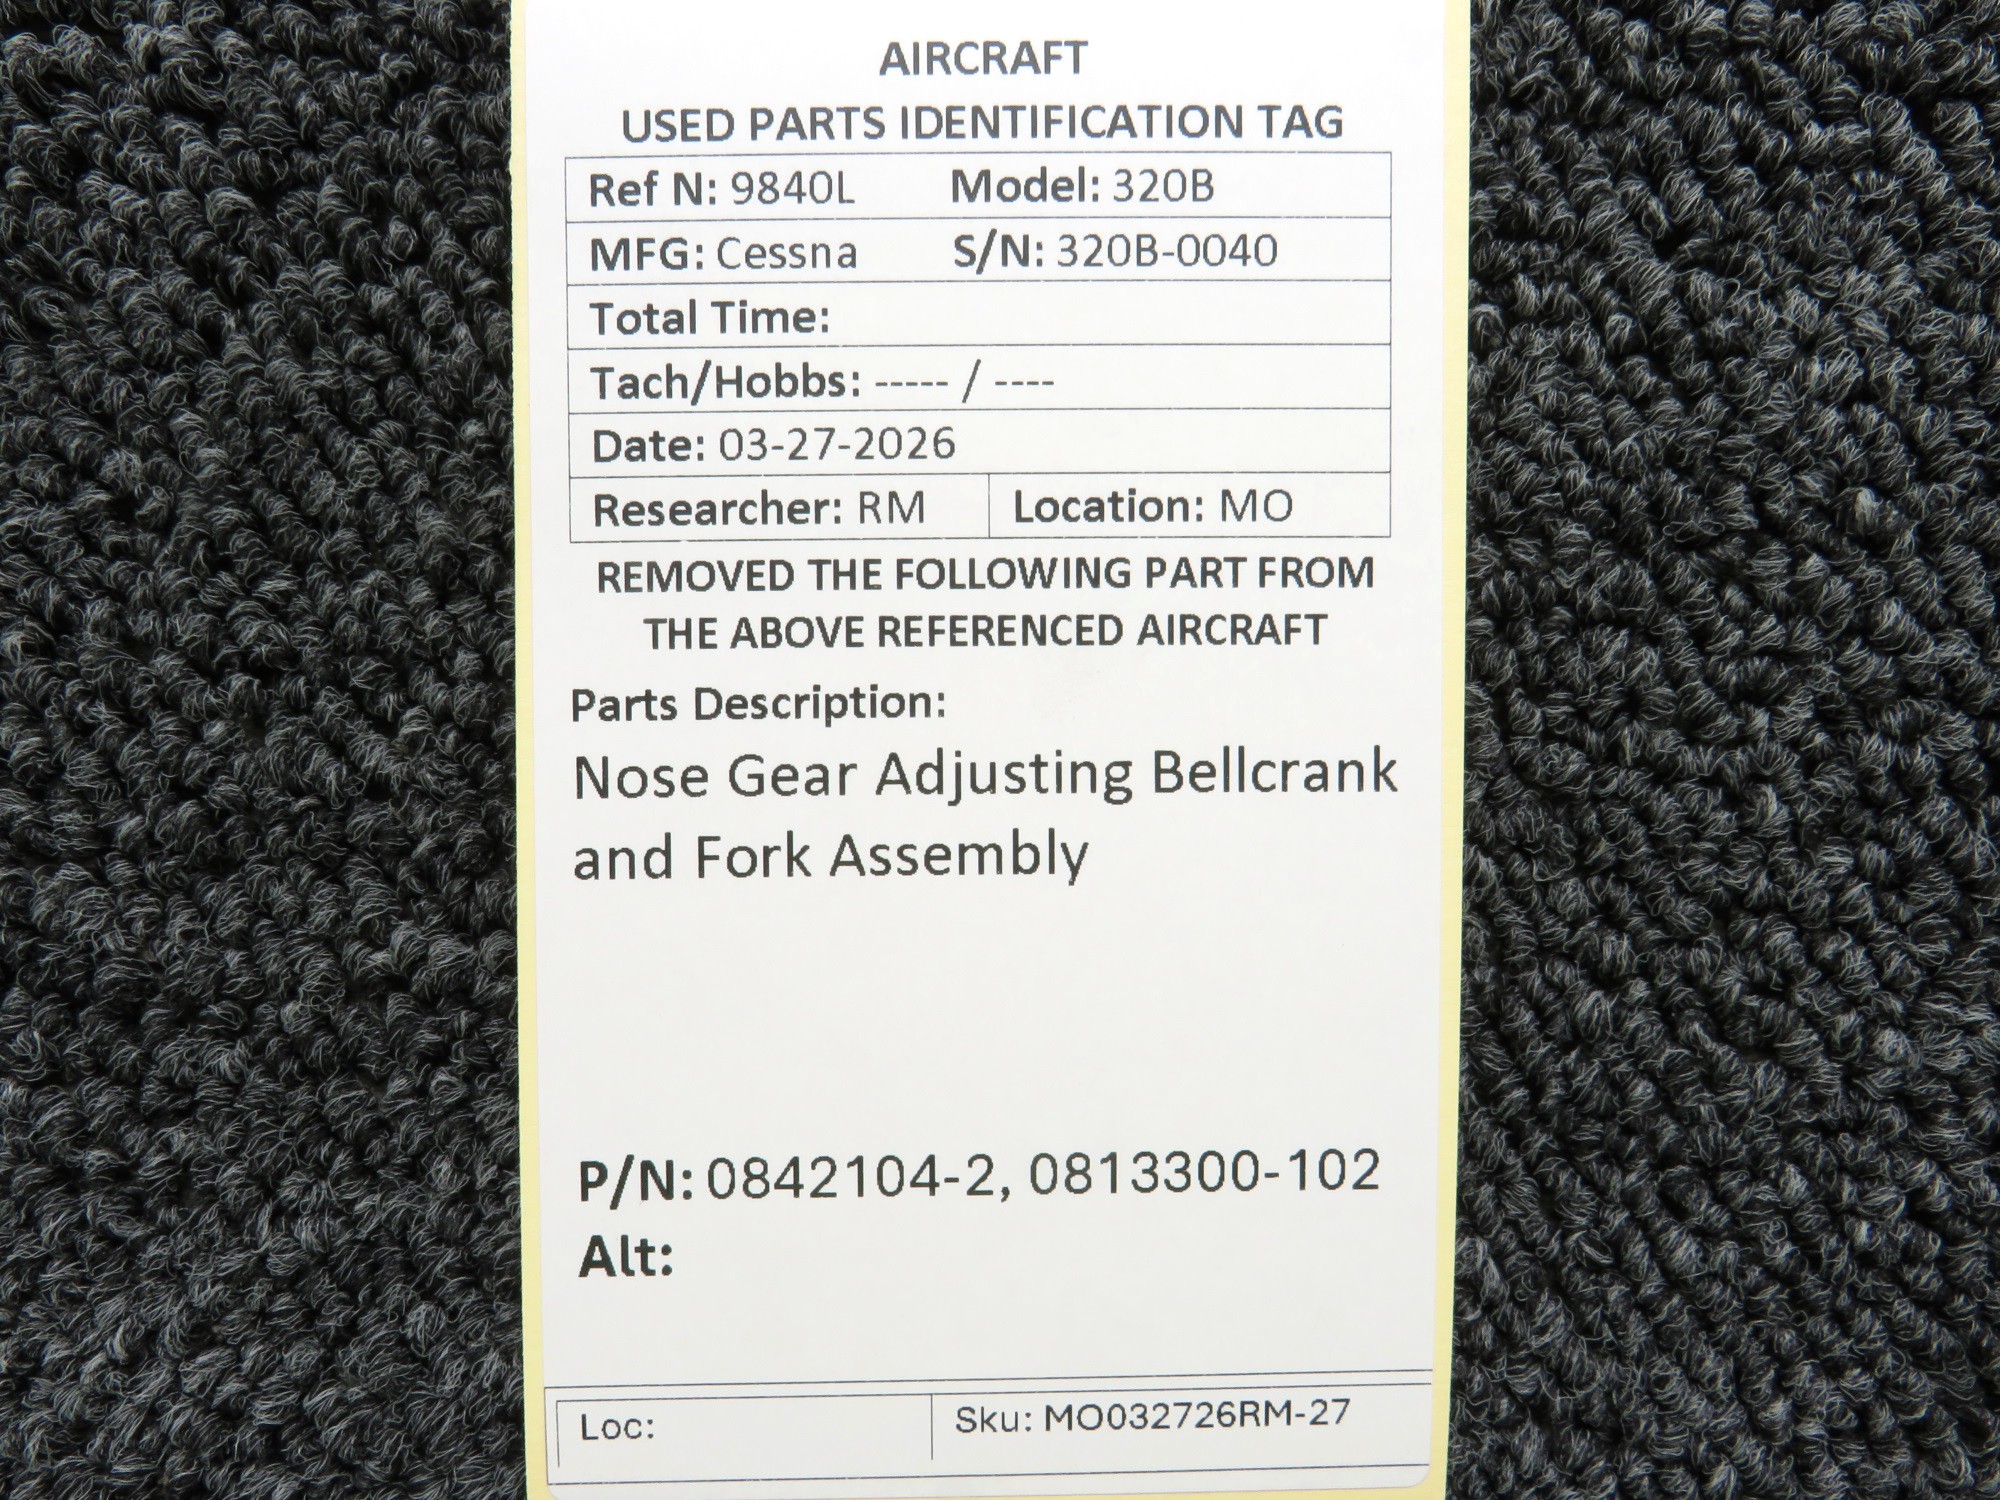 AIRCRAFT
USED PARTS IDENTIFICATION TAG
Ref N: 9840L Model: 320B
MFG: Cessna S/N: 320B-0040
Total Time:
Tach/Hobbs: ----- / ----
Date: 03-27-2026
Researcher: RM Location: MO
REMOVED THE FOLLOWING PART FROM
THE ABOVE REFERENCED AIRCRAFT
Parts Description:
Nose Gear Adjusting Bellcrank
and Fork Assembly
P/N: 0842104-2, 0813300-102
Alt:
Loc: Sku: MO032726RM-27